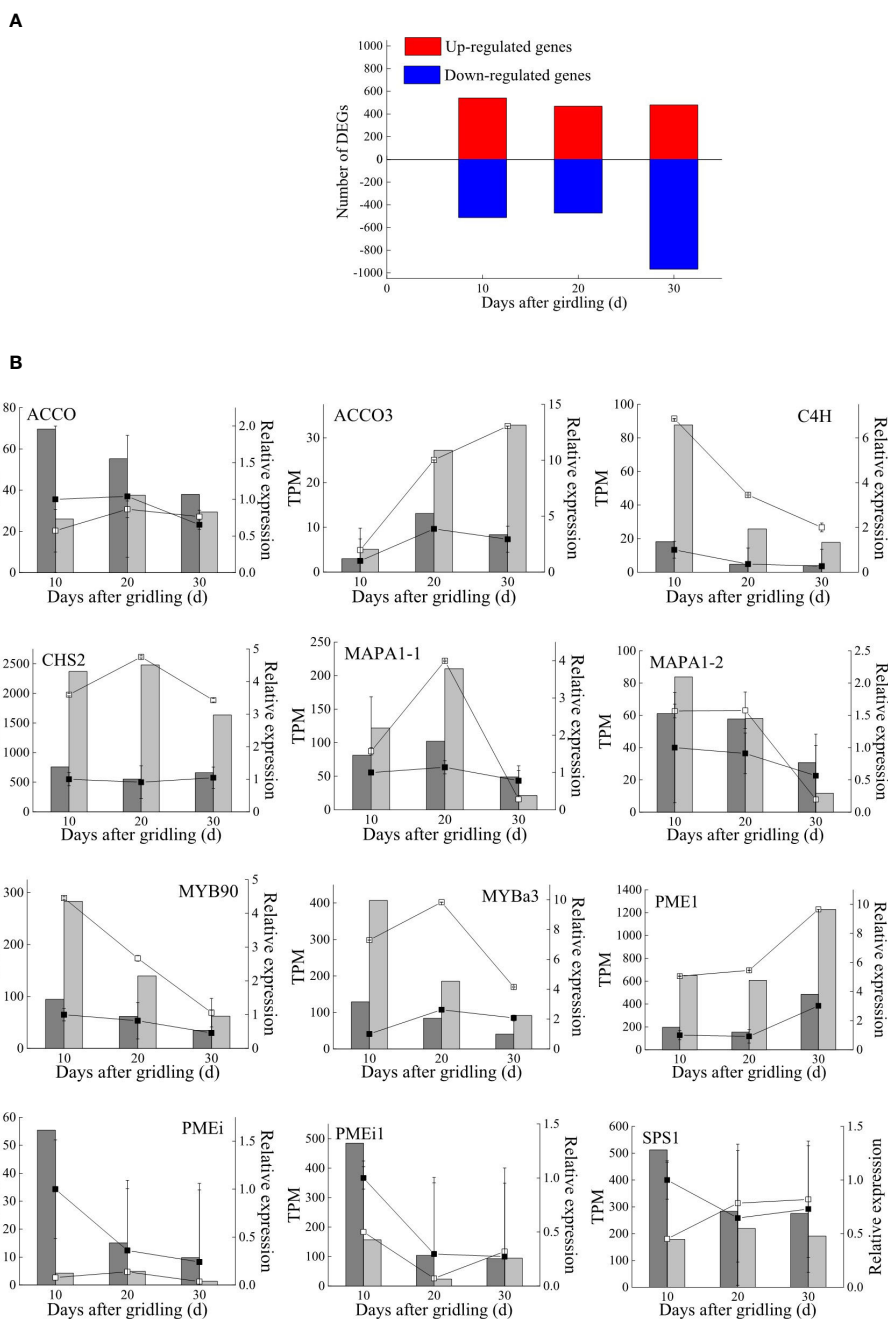 A
Up-regulated genes
Down-regulated genes
Number of DEGs
1000
800
600
400
200
0
-200
-400
-600
-800
-1000
0 10 20 30
Days after girdling (d)
B
ACCO
80
60
40
20
0
2.0
1.5
1.0
0.5
0.0
Relative expression
10 20 30
Days after gridling (d)
ACCO3
TPM
30
20
10
0
15
10
5
0
Relative expression
10 20 30
Days after gridling (d)
C4H
100
80
60
40
20
0
6
4
2
0
Relative expression
10 20 30
Days after gridling (d)
CHS2
2500
2000
1500
1000
500
0
5
4
3
2
1
0
Relative expression
10 20 30
Days after gridling (d)
MAPA1-1
TPM
250
200
150
100
50
0
4
3
2
1
0
Relative expression
10 20 30
Days after gridling (d)
MAPA1-2
100
80
60
40
20
0
2.5
2.0
1.5
1.0
0.5
0.0
Relative expression
10 20 30
Days after gridling (d)
MYB90
300
200
100
0
5
4
3
2
1
0
Relative expression
10 20 30
Days after gridling (d)
MYBa3
TPM
400
300
200
100
0
10
8
6
4
2
0
Relative expression
10 20 30
Days after gridling (d)
PME1
1400
1200
1000
800
600
400
200
0
10
8
6
4
2
0
Relative expression
10 20 30
Days after gridling (d)
PMEi
60
50
40
30
20
10
0
1.5
1.0
0.5
0.0
Relative expression
10 20 30
Days after gridling (d)
PMEi1
TPM
500
400
300
200
100
0
1.5
1.0
0.5
0.0
Relative expression
10 20 30
Days after gridling (d)
SPS1
TPM
600
500
400
300
200
100
0
1.5
1.0
0.5
0.0
Relative expression
10 20 30
Days after gridling (d)